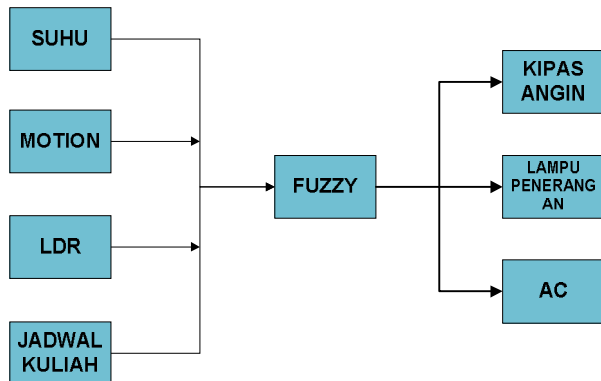 SUHU
MOTION
LDR
JADWAL
KULIAH
FUZZY
KIPAS
ANGIN
LAMPU
PENERANG
AN
AC